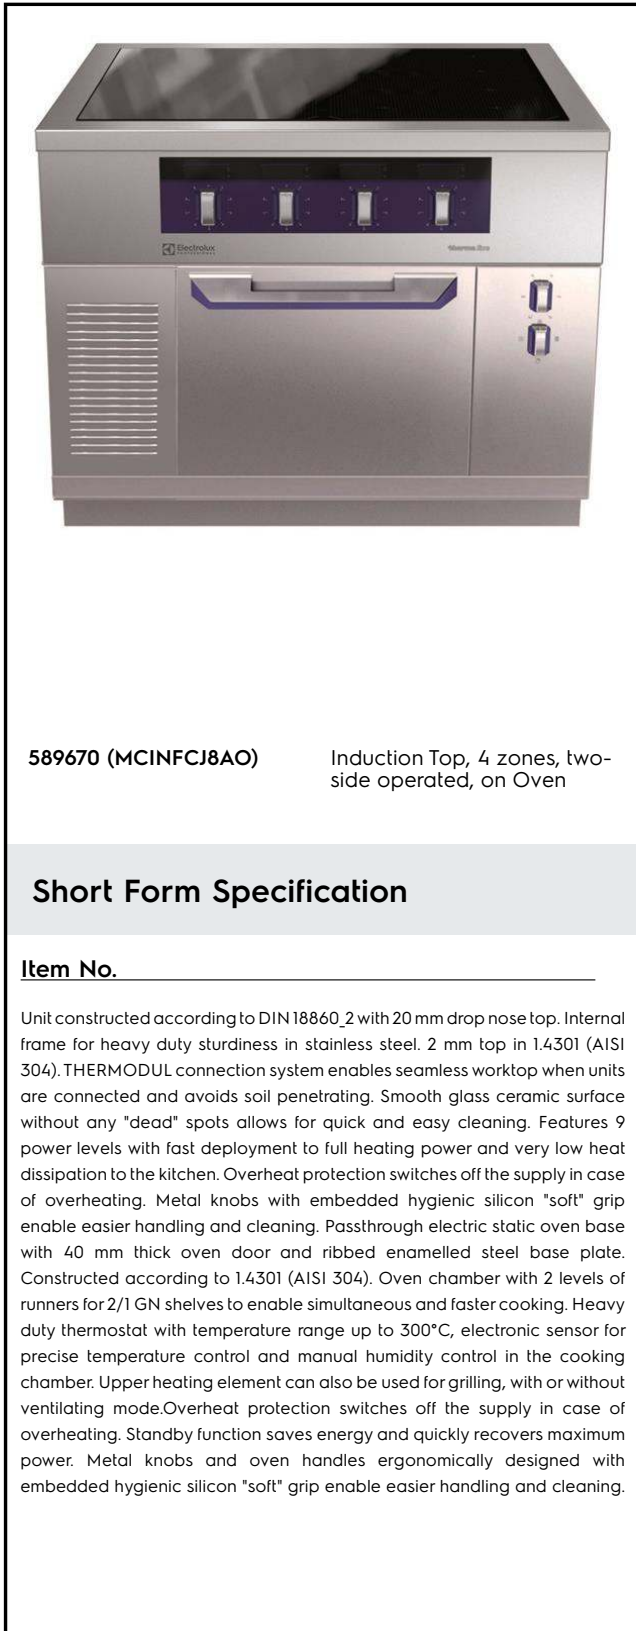 Electrolux
PROFESSIONAL
thermaline
589670 (MCINFCJ8AO)
Induction Top, 4 zones, two-
side operated, on Oven
Short Form Specification
Item No.
Unit constructed according to DIN 18860_2 with 20 mm drop nose top. Internal
frame for heavy duty sturdiness in stainless steel. 2 mm top in 1.4301 (AISI
304). THERMODUL connection system enables seamless worktop when units
are connected and avoids soil penetrating. Smooth glass ceramic surface
without any "dead" spots allows for quick and easy cleaning. Features 9
power levels with fast deployment to full heating power and very low heat
dissipation to the kitchen. Overheat protection switches off the supply in case
of overheating. Metal knobs with embedded hygienic silicon "soft" grip
enable easier handling and cleaning. Passthrough electric static oven base
with 40 mm thick oven door and ribbed enamelled steel base plate.
Constructed according to 1.4301 (AISI 304). Oven chamber with 2 levels of
runners for 2/1 GN shelves to enable simultaneous and faster cooking. Heavy
duty thermostat with temperature range up to 300°C, electronic sensor for
precise temperature control and manual humidity control in the cooking
chamber. Upper heating element can also be used for grilling, with or without
ventilating mode.Overheat protection switches off the supply in case of
overheating. Standby function saves energy and quickly recovers maximum
power. Metal knobs and oven handles ergonomically designed with
embedded hygienic silicon "soft" grip enable easier handling and cleaning.